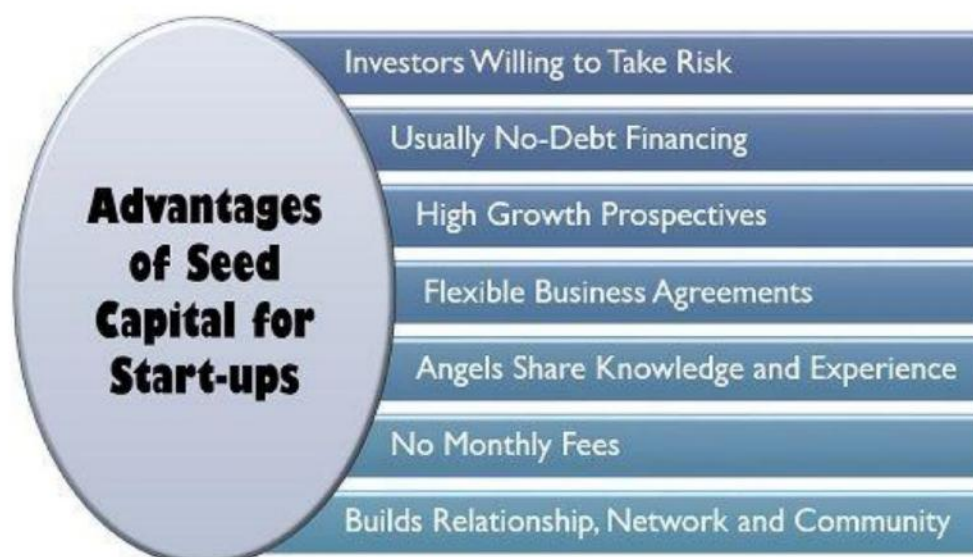 Advantages
of Seed
Capital for
Start-ups
Investors Willing to Take Risk
Usually No-Debt Financing
High Growth Prospectives
Flexible Business Agreements
Angels Share Knowledge and Experience
No Monthly Fees
Builds Relationship, Network and Community